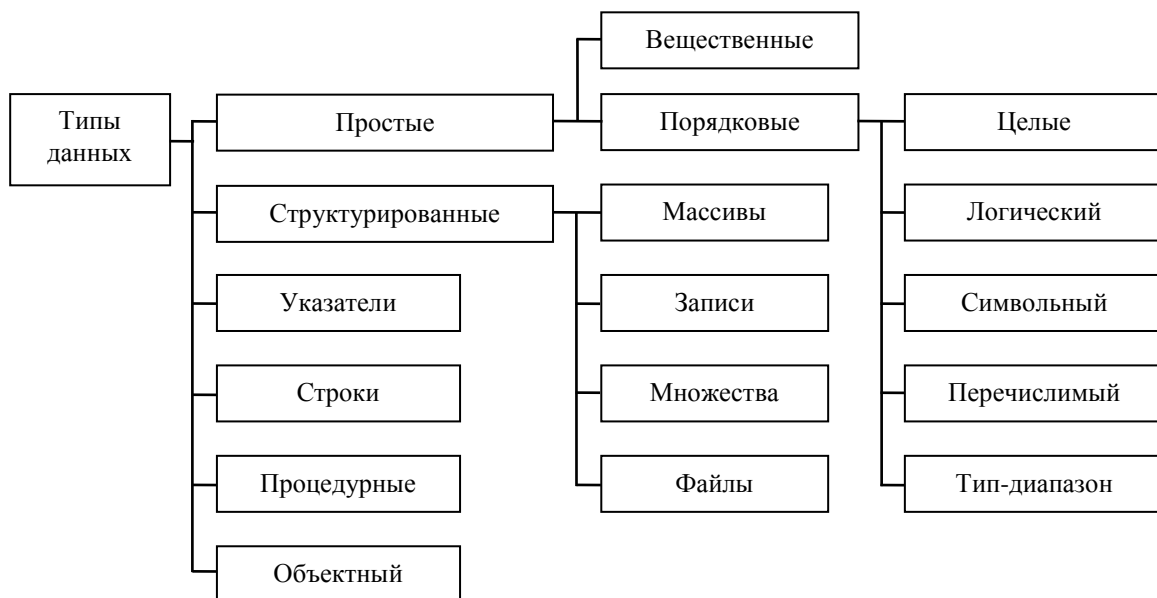 Вещественные
Типы
данных
Простые
Порядковые
Целые
Структурированные
Массивы
Логический
Указатели
Записи
Символьный
Строки
Множества
Перечислимый
Процедурные
Файлы
Тип-диапазон
Объектный